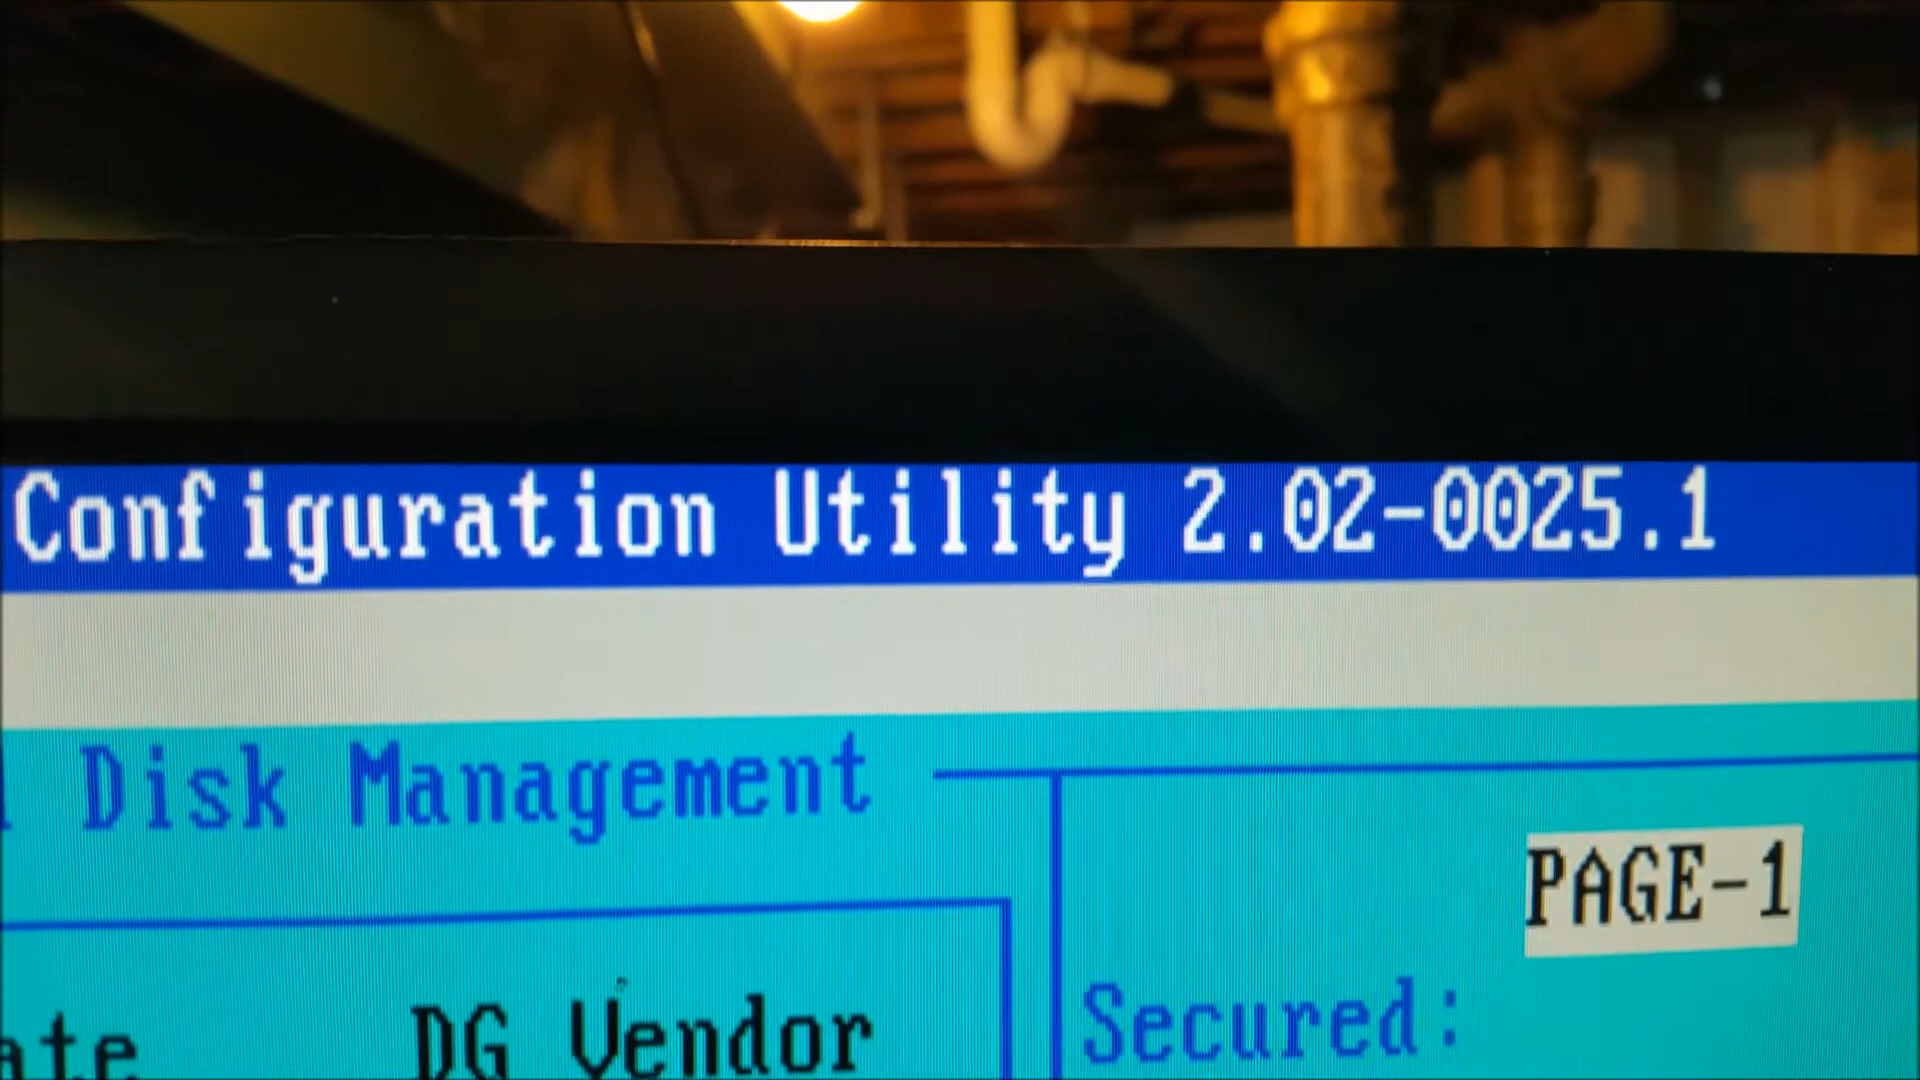 Configuration Utility 2.02-0025.1
Disk Management
PAGE-1
DG Vendor
Secured: